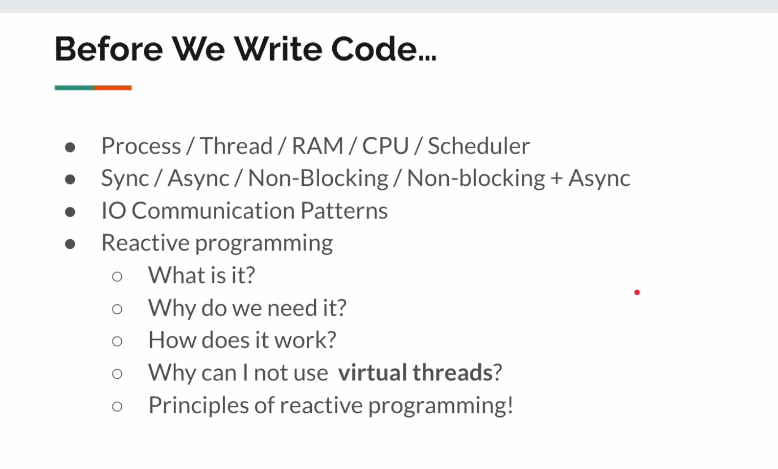 Before We Write Code...
● Process / Thread / RAM / CPU / Scheduler
● Sync / Async / Non-Blocking / Non-blocking + Async
● IO Communication Patterns
● Reactive programming
○ What is it?
○ Why do we need it?
○ How does it work?
○ Why can I not use virtual threads?
○ Principles of reactive programming!